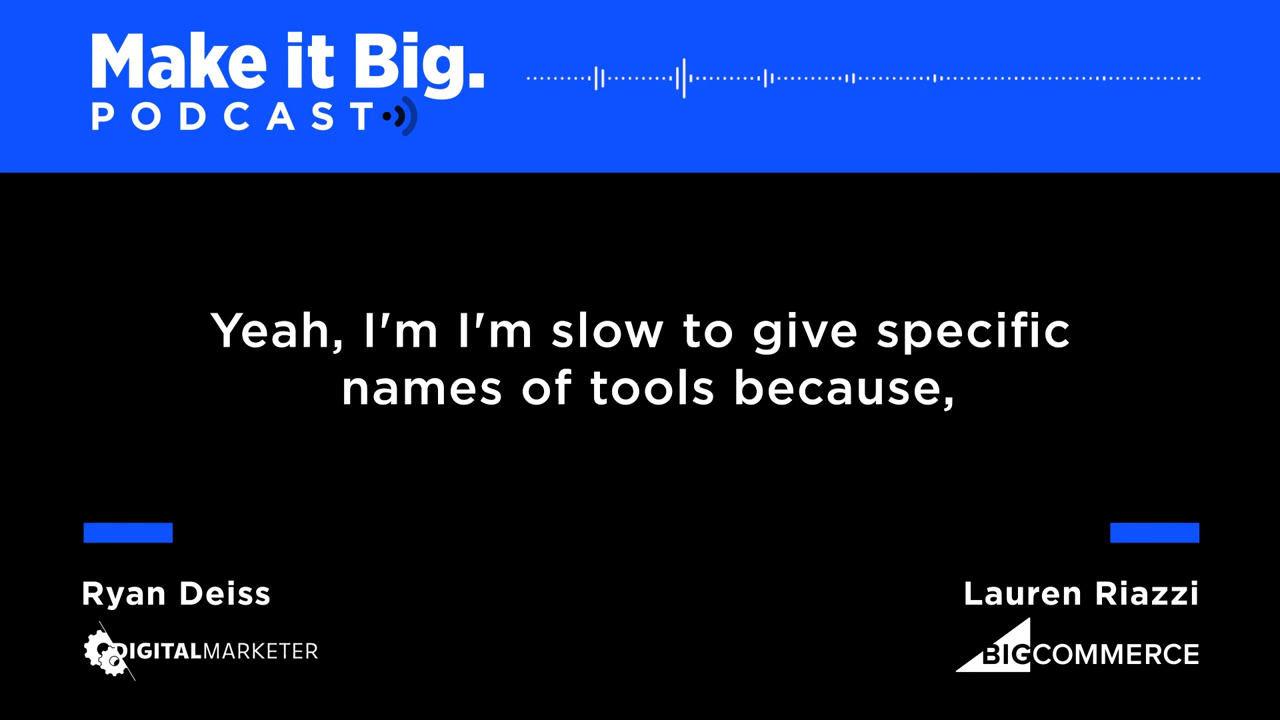 Make it Big.
PODCAST
Yeah, I'm I'm slow to give specific
names of tools because,
Ryan Deiss
Lauren Riazzi
DIGITALMARKETER
BIGCOMMERCE